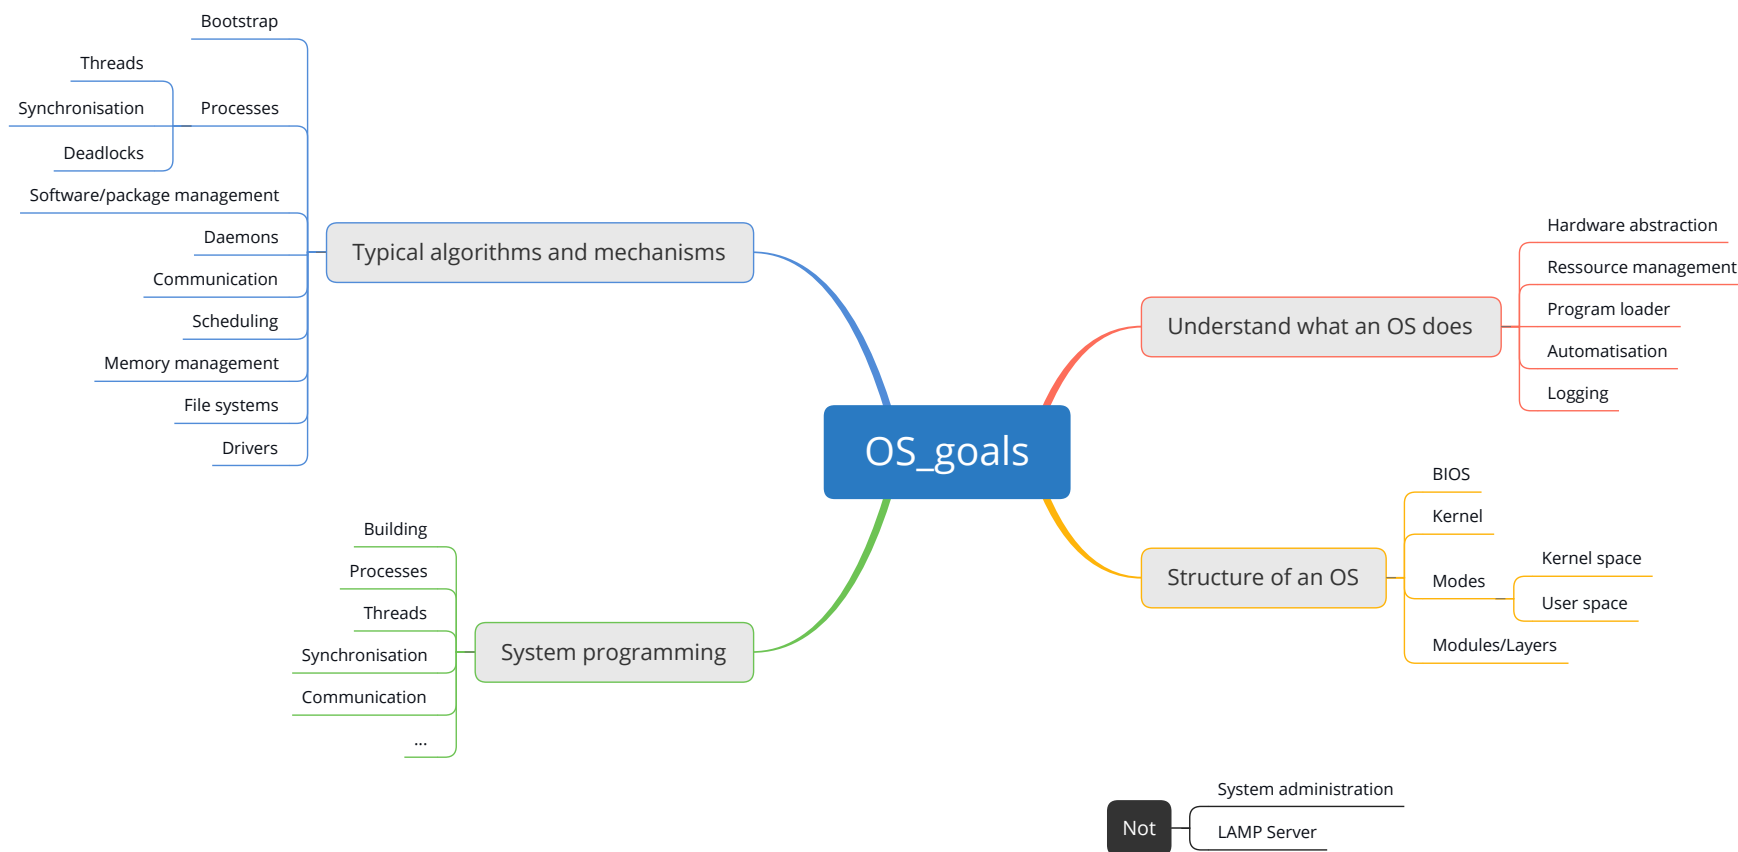 OS_goals
Understand what an OS does
Hardware abstraction
Ressource management
Program loader
Automatisation
Logging
Structure of an OS
BIOS
Kernel
Modes
Kernel space
User space
Modules/Layers
Typical algorithms and mechanisms
Bootstrap
Processes
Threads
Synchronisation
Deadlocks
Software/package management
Daemons
Communication
Scheduling
Memory management
File systems
Drivers
System programming
Building
Processes
Threads
Synchronisation
Communication
...
Not
System administration
LAMP Server